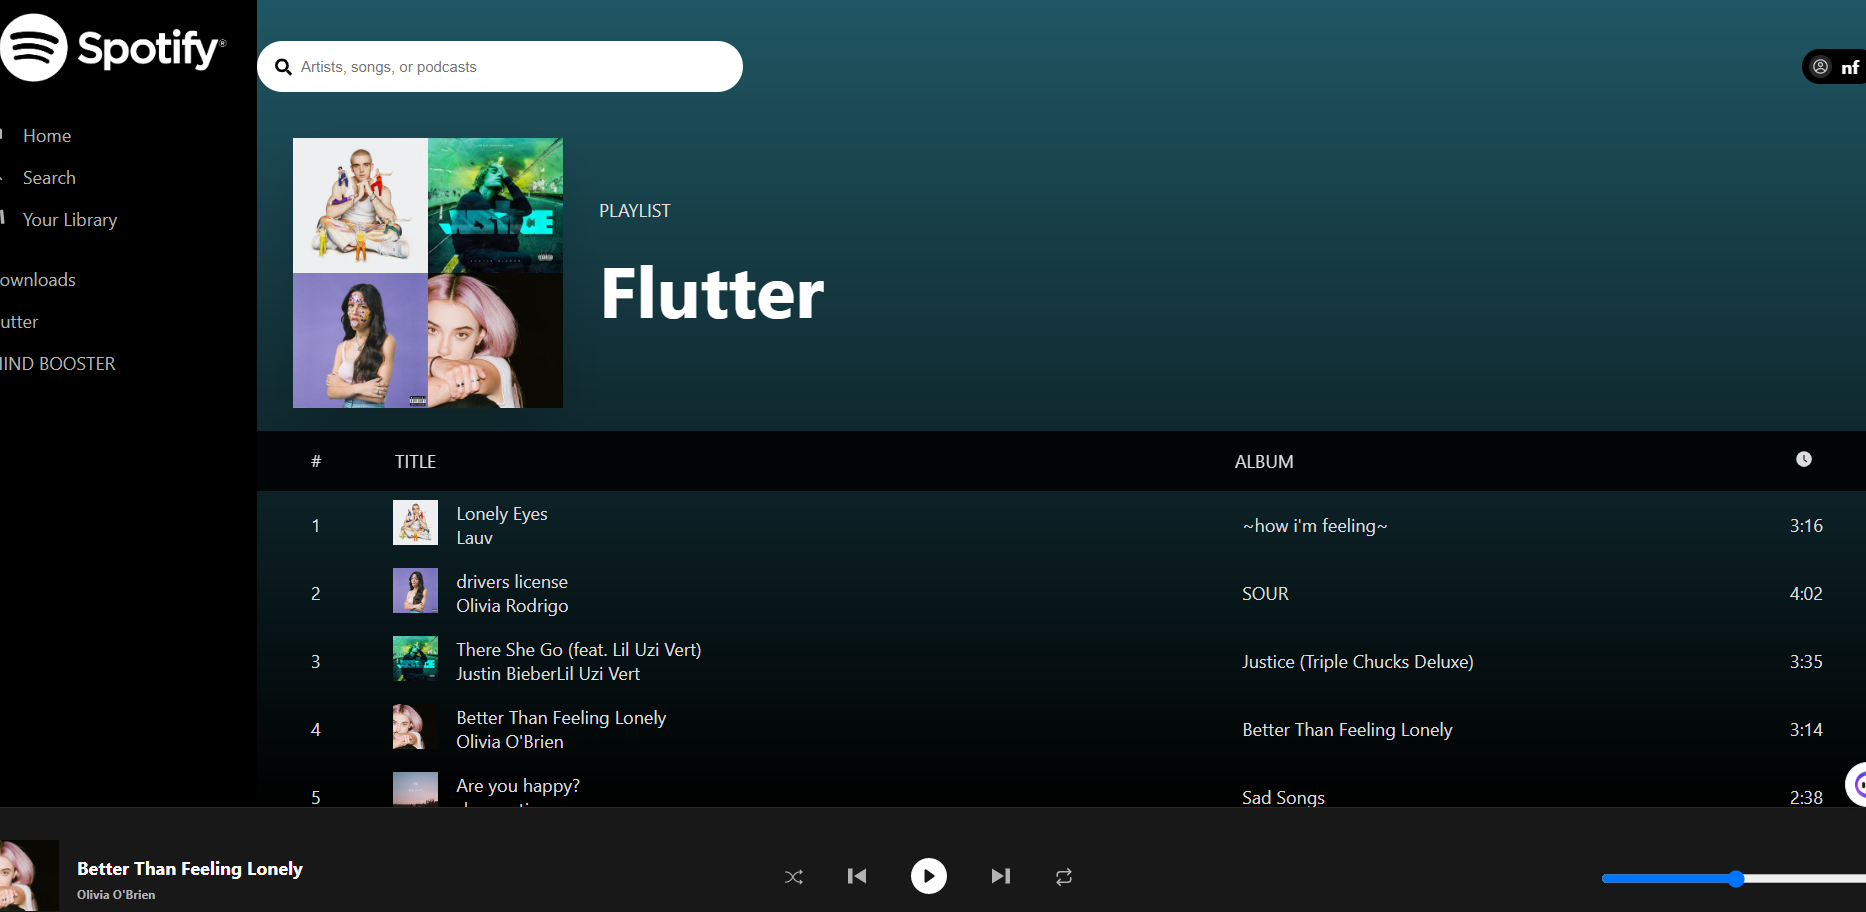 Spotify®
Artists, songs, or podcasts
nf
Home
Search
Your Library
ownloads
utter
IND BOOSTER
PLAYLIST
Flutter
JUSTICE
JUSTIN BIEBER
# TITLE ALBUM
1 Lonely Eyes ~how i'm feeling~ 3:16
Lauv
2 drivers license SOUR 4:02
Olivia Rodrigo
3 There She Go (feat. Lil Uzi Vert) Justice (Triple Chucks Deluxe) 3:35
Justin BieberLil Uzi Vert
4 Better Than Feeling Lonely Better Than Feeling Lonely 3:14
Olivia O'Brien
5 Are you happy? Sad Songs 2:38
Better Than Feeling Lonely
Olivia O'Brien